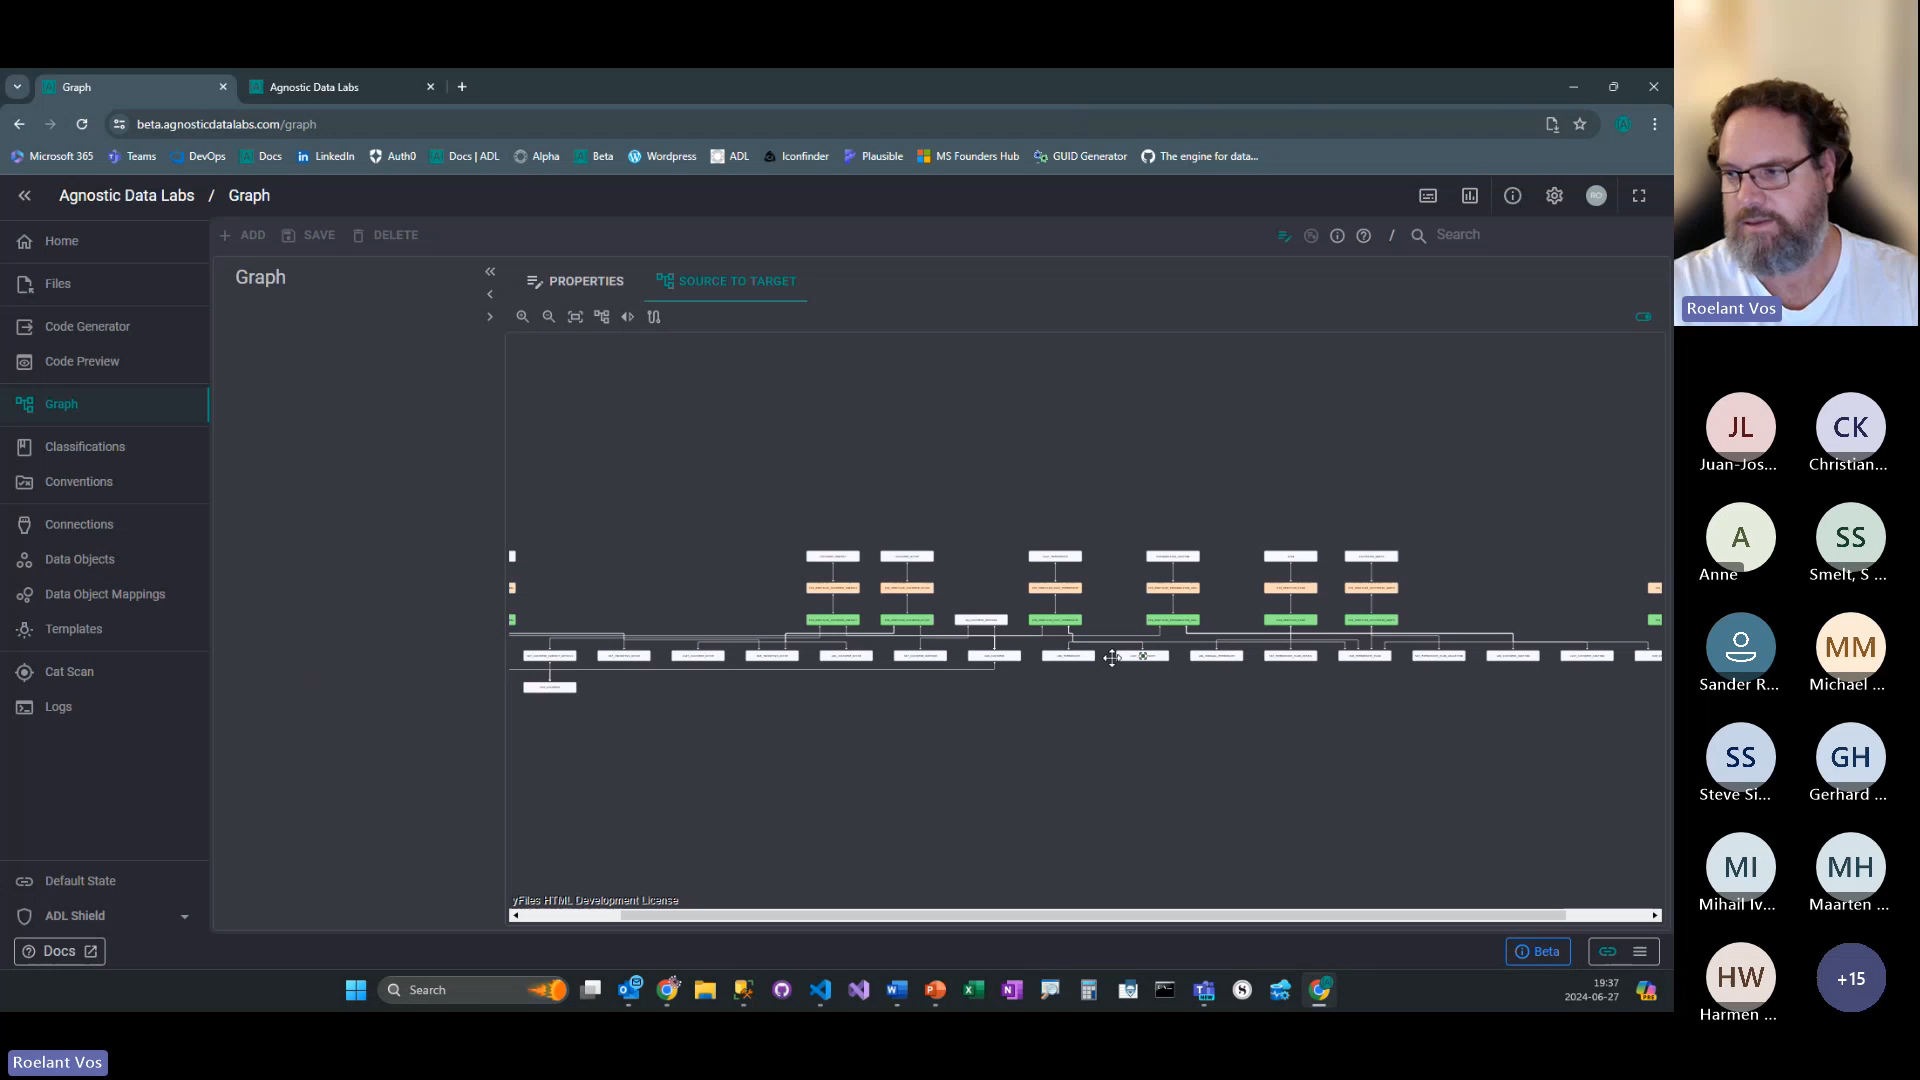 Graph
Agnostic Data Labs
beta.agnosticdatalabs.com/graph
Microsoft 365
Teams
DevOps
Docs
LinkedIn
Auth0
Docs | ADL
Alpha
Beta
Wordpress
ADL
Iconfinder
Plausible
MS Founders Hub
GUID Generator
The engine for data...
Agnostic Data Labs / Graph
RO
Home
Files
Code Generator
Code Preview
Graph
Classifications
Conventions
Connections
Data Objects
Data Object Mappings
Templates
Cat Scan
Logs
Default State
ADL Shield
Docs
ADD
SAVE
DELETE
/
Search
Graph
PROPERTIES
SOURCE TO TARGET
yFiles HTML Development License
Beta
Search
19:37
2024-06-27
Roelant Vos
JL
Juan-Jos...
CK
Christian...
A
Anne
SS
Smelt, S ...
Sander R...
MM
Michael ...
SS
Steve Si...
GH
Gerhard ...
MI
Mihail Iv...
MH
Maarten ...
HW
Harmen ...
+15
Roelant Vos